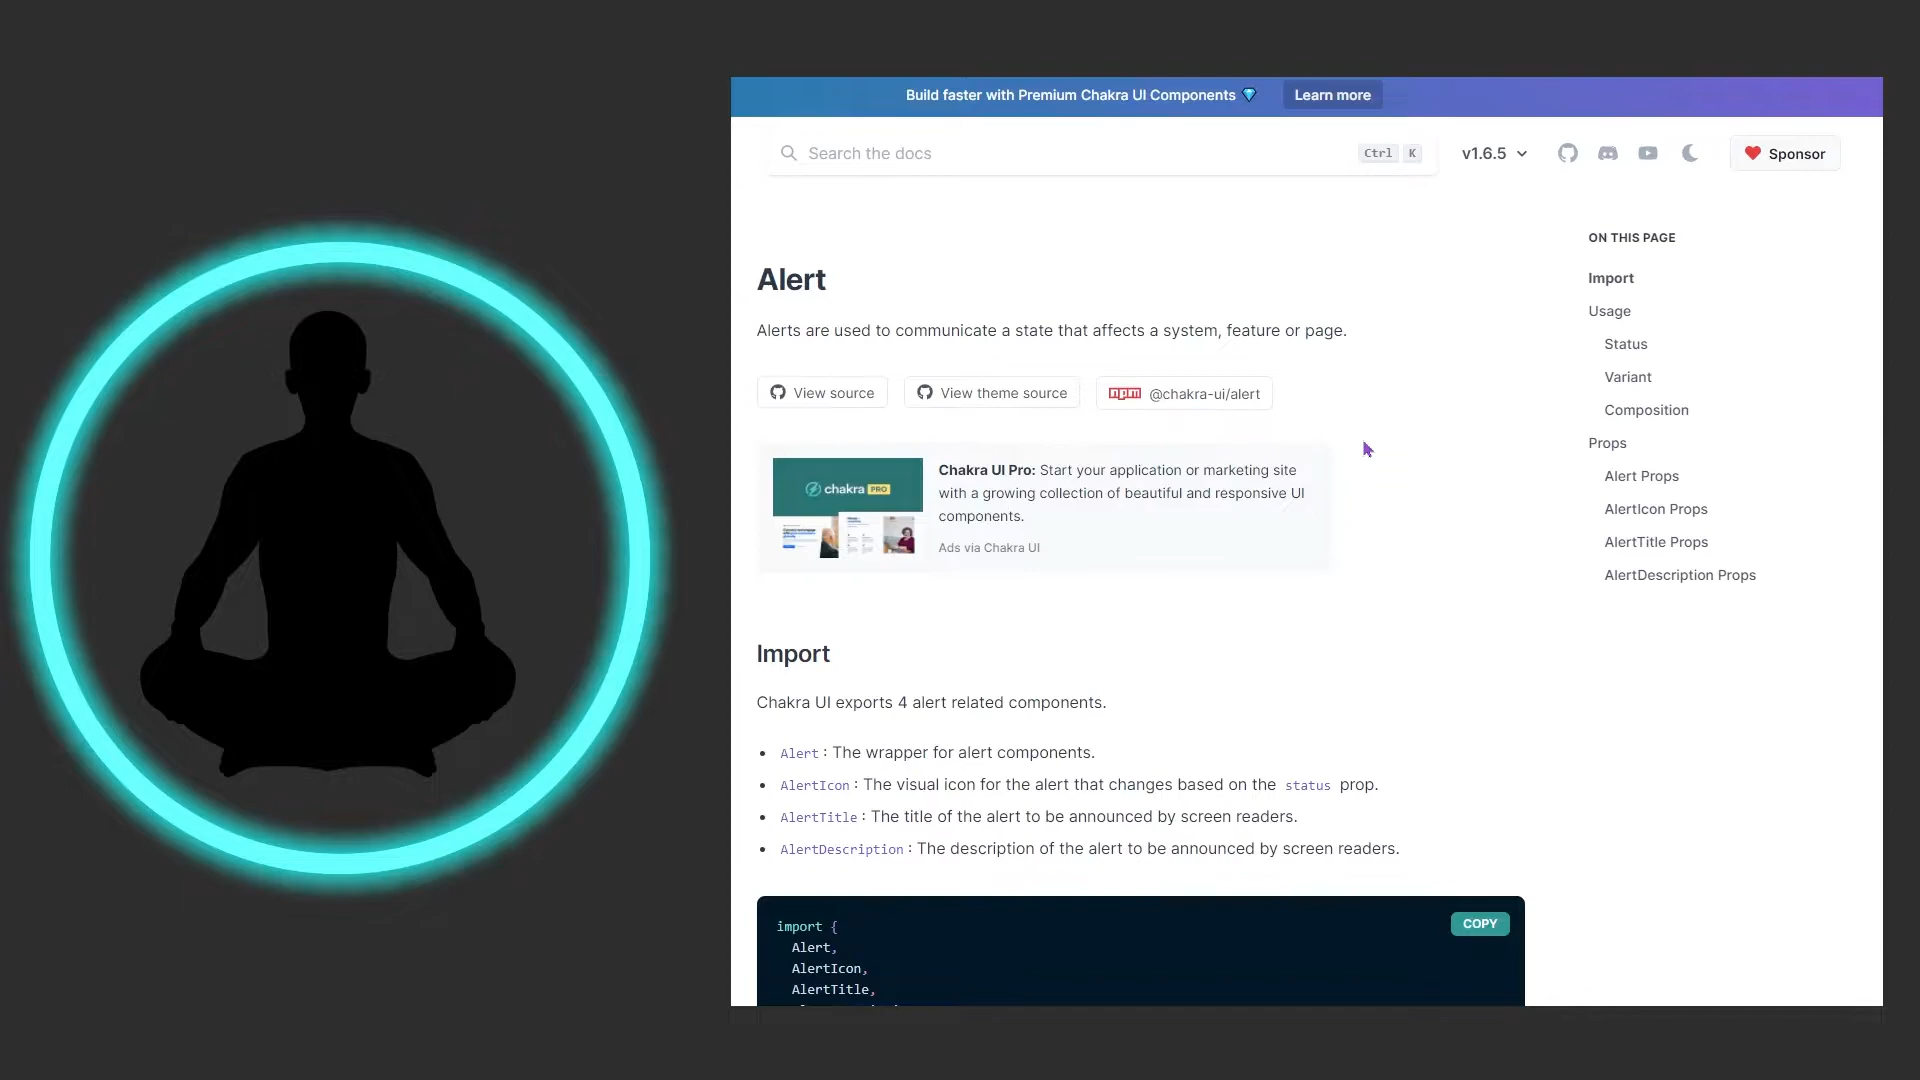 Build faster with Premium Chakra UI Components Learn more
Search the docs Ctrl K v1.6.5 Sponsor
ON THIS PAGE
Import
Usage
Status
Variant
Composition
Props
Alert Props
AlertIcon Props
AlertTitle Props
AlertDescription Props
Alert
Alerts are used to communicate a state that affects a system, feature or page.
View source View theme source npm @chakra-ui/alert
chakra PRO
Chakra UI Pro: Start your application or marketing site
with a growing collection of beautiful and responsive UI
components.
Ads via Chakra UI
Import
Chakra UI exports 4 alert related components.
• Alert: The wrapper for alert components.
• AlertIcon: The visual icon for the alert that changes based on the status prop.
• AlertTitle: The title of the alert to be announced by screen readers.
• AlertDescription: The description of the alert to be announced by screen readers.
COPY
import {
Alert,
AlertIcon,
AlertTitle,